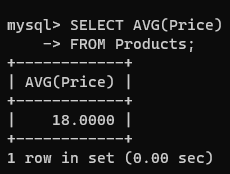 mysql> SELECT AVG(Price)
    -> FROM Products;
+------------+
| AVG(Price) |
+------------+
|    18.0000 |
+------------+
1 row in set (0.00 sec)